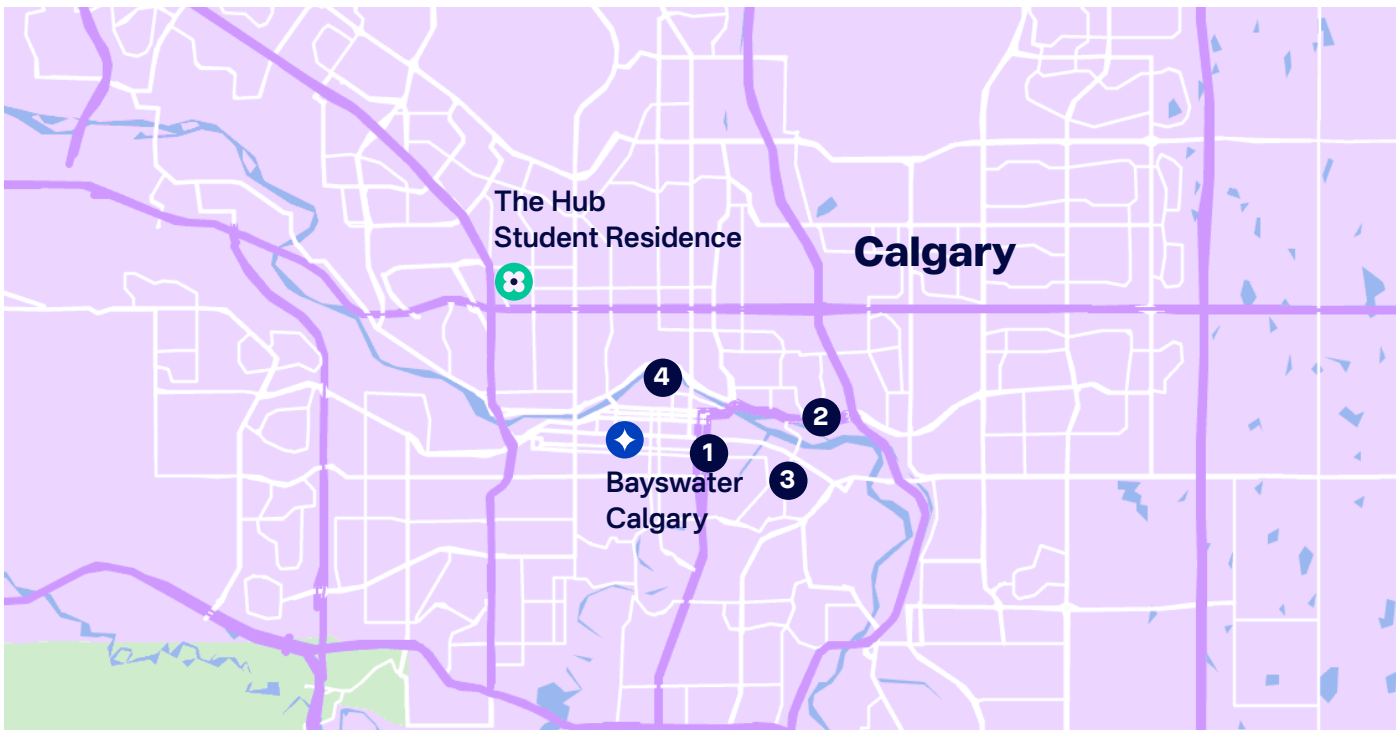 The Hub
Student Residence
Calgary
4
2
1
3
Bayswater
Calgary